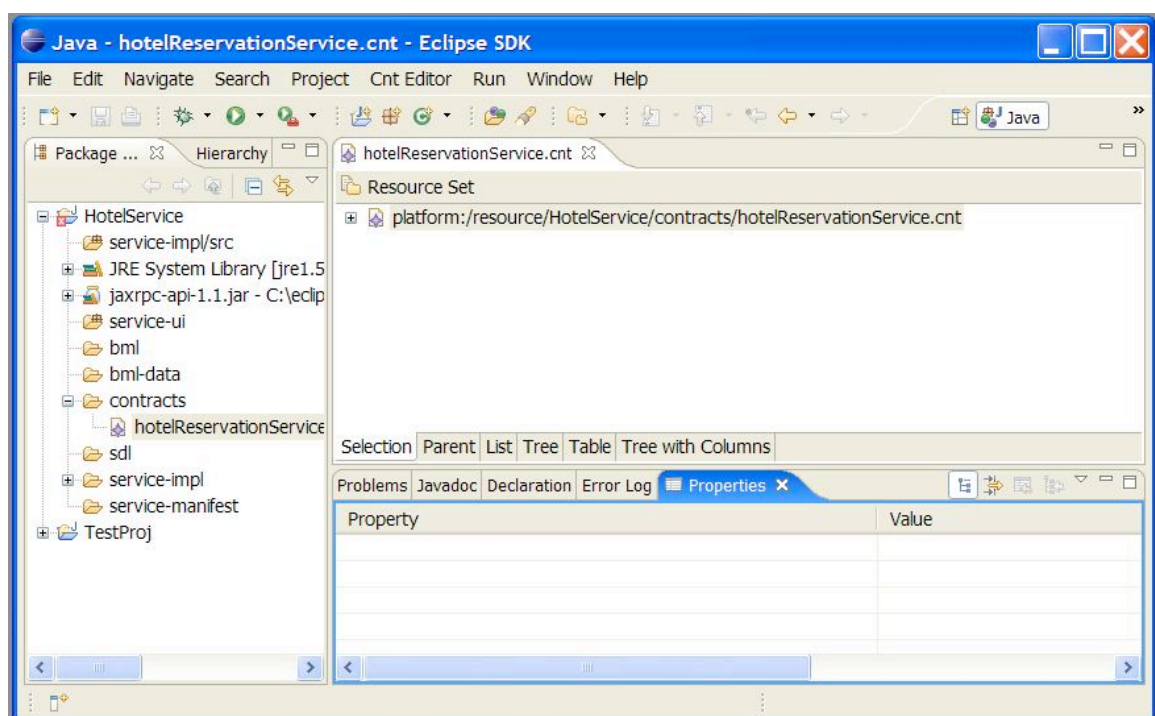 Java - hotelReservationService.cnt - Eclipse SDK
File Edit Navigate Search Project Cnt Editor Run Window Help
Java
Package ... Hierarchy
HotelService
service-impl/src
JRE System Library [jre1.5
jaxrpc-api-1.1.jar - C:\eclip
service-ui
bml
bml-data
contracts
hotelReservationService
sdl
service-impl
service-manifest
TestProj
hotelReservationService.cnt
Resource Set
platform:/resource/HotelService/contracts/hotelReservationService.cnt
Selection Parent List Tree Table Tree with Columns
Problems Javadoc Declaration Error Log Properties
Property Value